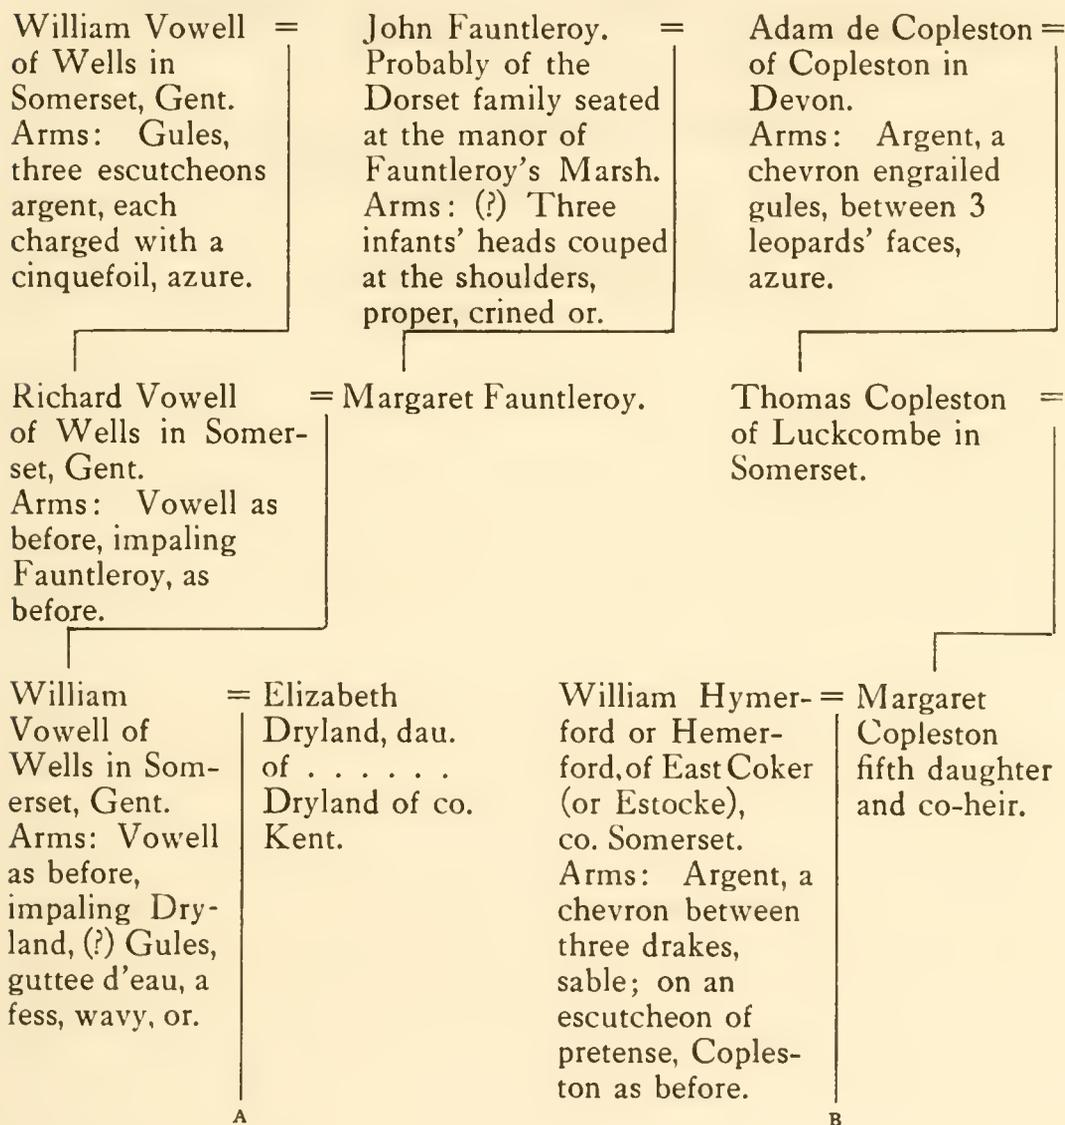 William Vowell =
of Wells in
Somerset, Gent.
Arms: Gules,
three escutcheons
argent, each
charged with a
cinquefoil, azure.
John Fauntleroy. =
Probably of the
Dorset family seated
at the manor of
Fauntleroy's Marsh.
Arms: (?) Three
infants' heads couped
at the shoulders,
proper, crined or.
Adam de Copleston =
of Copleston in
Devon.
Arms: Argent, a
chevron engrailed
gules, between 3
leopards' faces,
azure.
Richard Vowell
of Wells in Somer-
set, Gent.
Arms: Vowell as
before, impaling
Fauntleroy, as
before.
= Margaret Fauntleroy.
Thomas Copleston =
of Luckcombe in
Somerset.
William
Vowell of
Wells in Som-
erset, Gent.
Arms: Vowell
as before,
impaling Dry-
land, (?) Gules,
guttee d'eau, a
fess, wavy, or.
= Elizabeth
Dryland, dau.
of . . . . . .
Dryland of co.
Kent.
A
William Hymer-
ford or Hemer-
ford, of East Coker
(or Estocke),
co. Somerset.
Arms: Argent, a
chevron between
three drakes,
sable; on an
escutcheon of
pretense, Coples-
ton as before.
= Margaret
Copleston
fifth daughter
and co-heir.
B